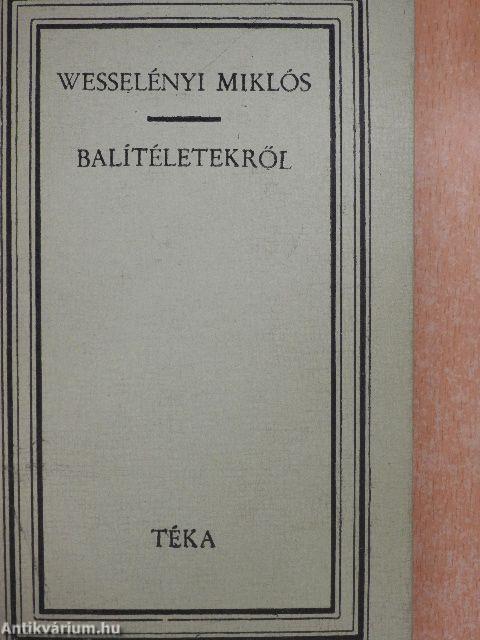 WESSELÉNYI MIKLÓS
BALÍTÉLETEKRŐL
TÉKA
Antikvárium.hu